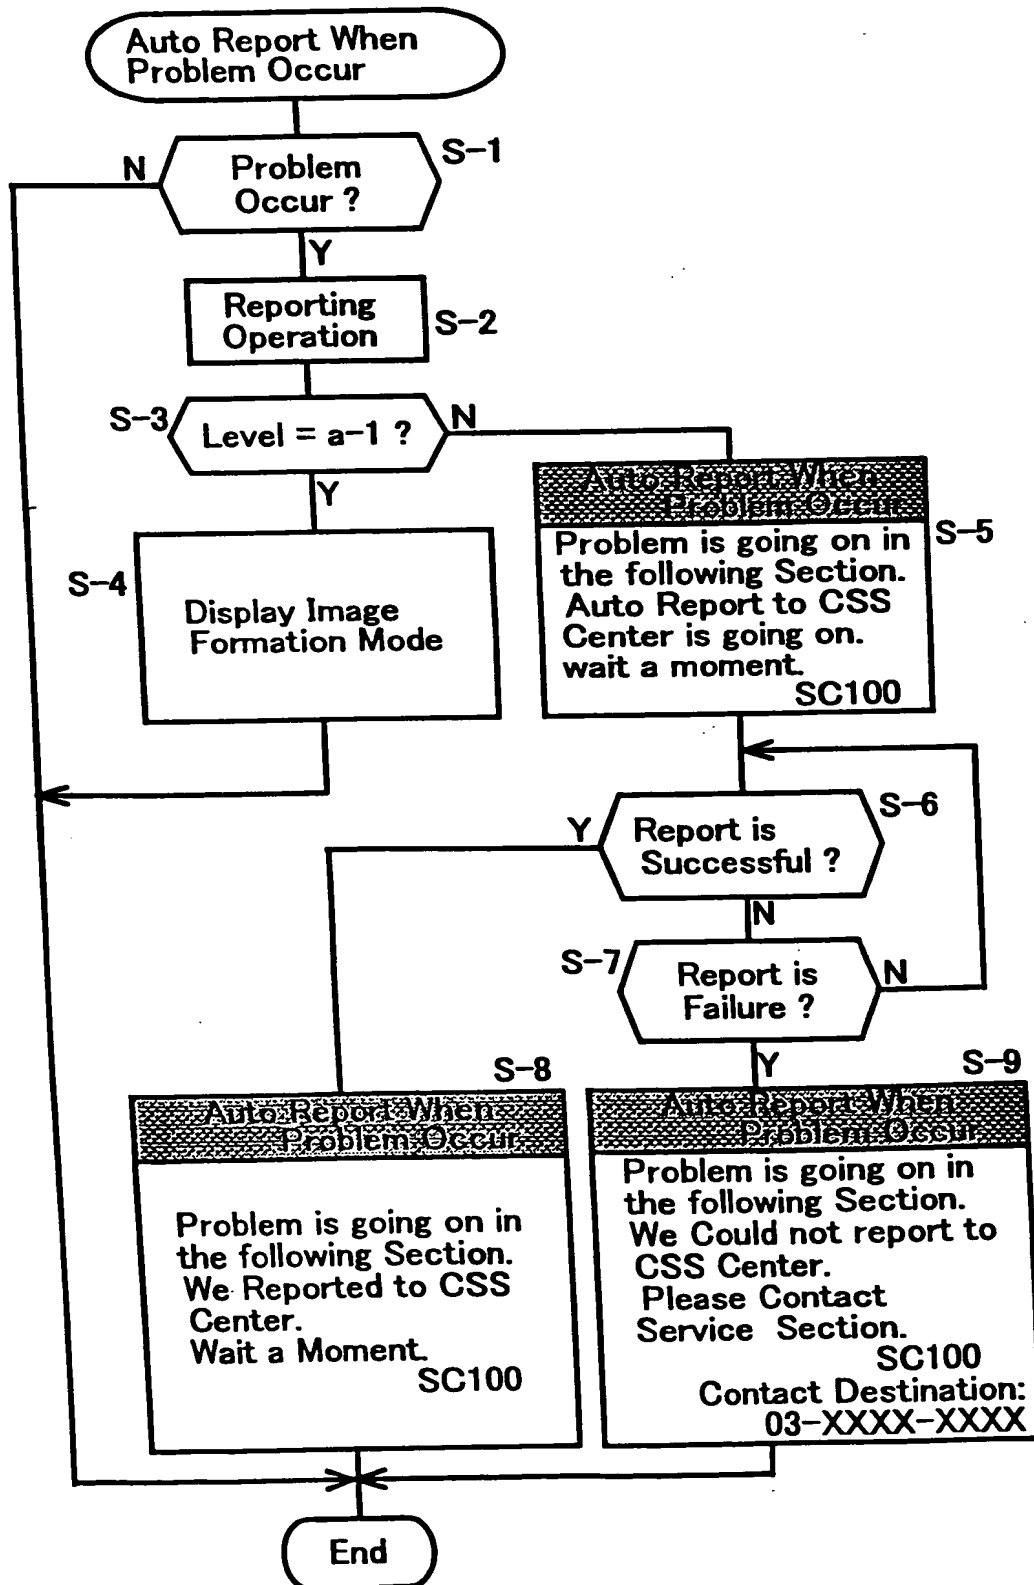 Auto Report When
Problem Occur
S-1
N
Problem
Occur ?
Y
Reporting
Operation
S-2
S-3
Level = a-1 ?
N
Y
Auto Report When
Problem Occur
S-5
Problem is going on in
the following Section.
Auto Report to CSS
Center is going on.
wait a moment.
SC100
S-4
Display Image
Formation Mode
S-6
Y
Report is
Successful ?
N
S-7
Report is
Failure ?
N
Y
S-8
Auto Report When
Problem Occur
Problem is going on in
the following Section.
We Reported to CSS
Center.
Wait a Moment.
SC100
S-9
Auto Report When
Problem Occur
Problem is going on in
the following Section.
We Could not report to
CSS Center.
Please Contact
Service Section.
SC100
Contact Destination:
03-XXXX-XXXX
End